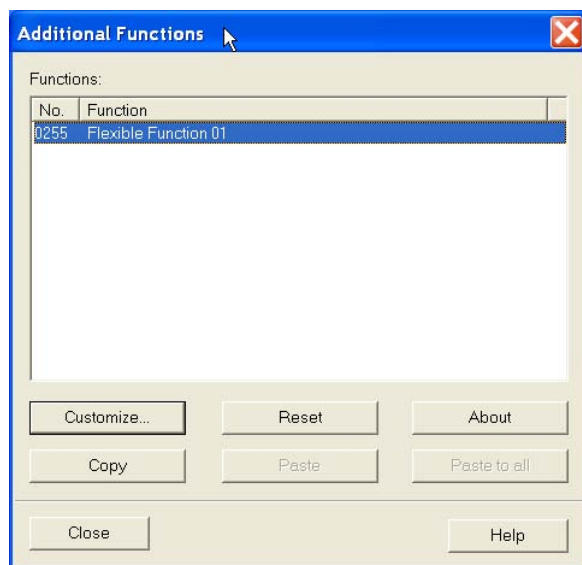 Additional Functions
Functions:
No. Function
0255 Flexible Function 01
Customize... Reset About
Copy Paste Paste to all
Close Help